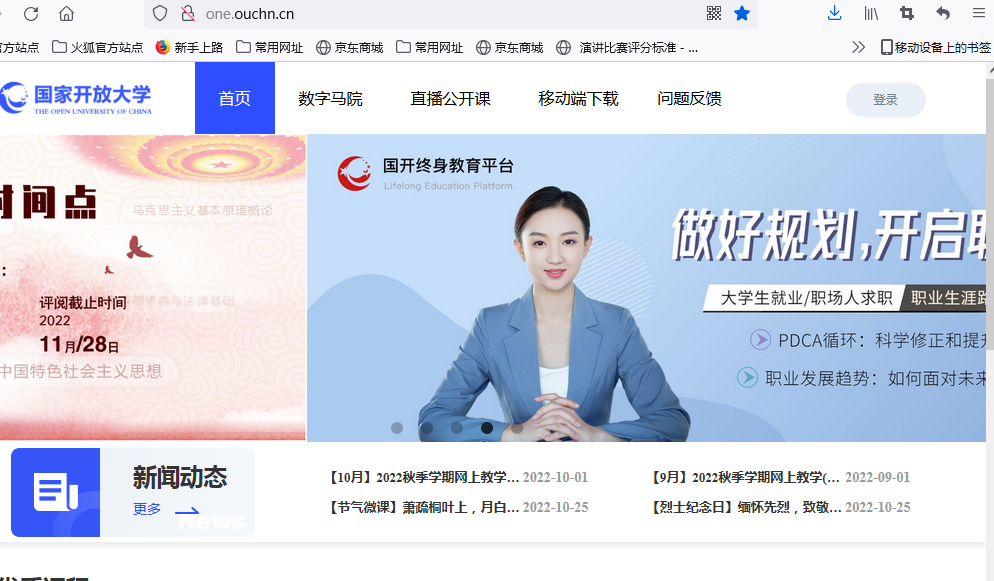 one.ouchn.cn
官方站点 火狐官方站点 新手上路 常用网址 京东商城 常用网址 京东商城 演讲比赛评分标准 - ... 移动设备上的书签
国家开放大学
THE OPEN UNIVERSITY OF CHINA
首页 数字马院 直播公开课 移动端下载 问题反馈 登录
时间点
马克思主义基本原理概论
:
评阅截止时间
2022
11月/28日
中国特色社会主义思想
国开终身教育平台
Lifelong Education Platform
做好规划,开启职
大学生就业/职场人求职 职业生涯跃
PDCA循环：科学修正和提升
职业发展趋势：如何面对未来
新闻动态
更多
News
【10月】2022秋季学期网上教学... 2022-10-01
【9月】2022秋季学期网上教学(... 2022-09-01
【节气微课】萧疏桐叶上，月白... 2022-10-25
【烈士纪念日】缅怀先烈，致敬... 2022-10-25